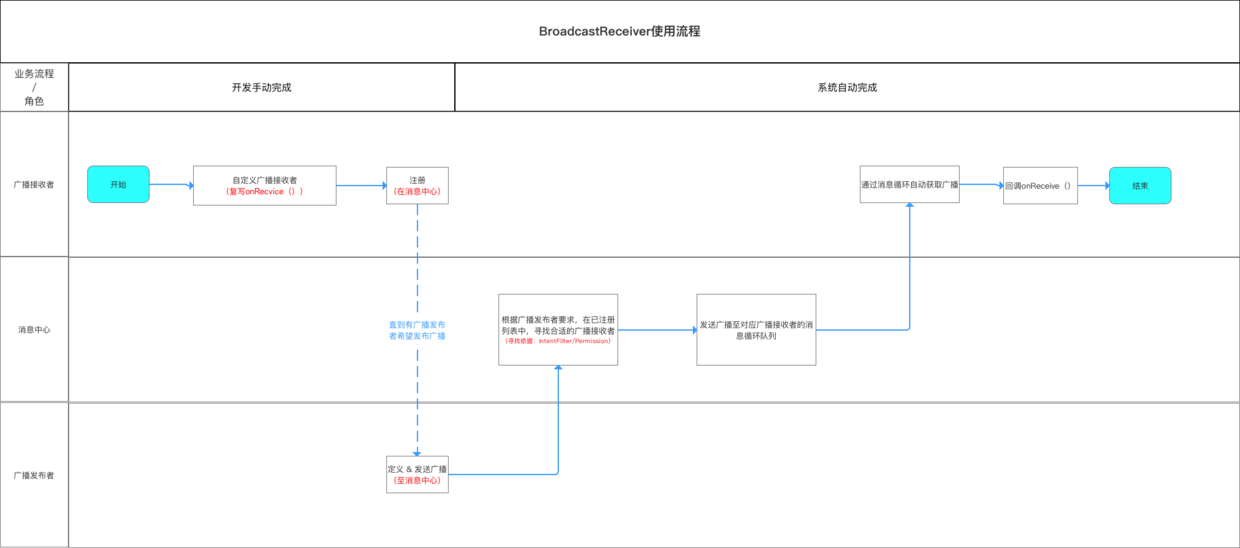 BroadcastReceiver使用流程
业务流程
/
角色
开发手动完成
系统自动完成
广播接收者
开始
自定义广播接收者
（复写onRecvice（））
注册
（在消息中心）
通过消息循环自动获取广播
回调onReceive（）
结束
消息中心
直到有广播发布
者希望发布广播
根据广播发布者要求，在已注册
列表中，寻找合适的广播接收者
（寻找依据：IntentFilter/Permission）
发送广播至对应广播接收者的消
息循环队列
广播发布者
定义 & 发送广播
（至消息中心）